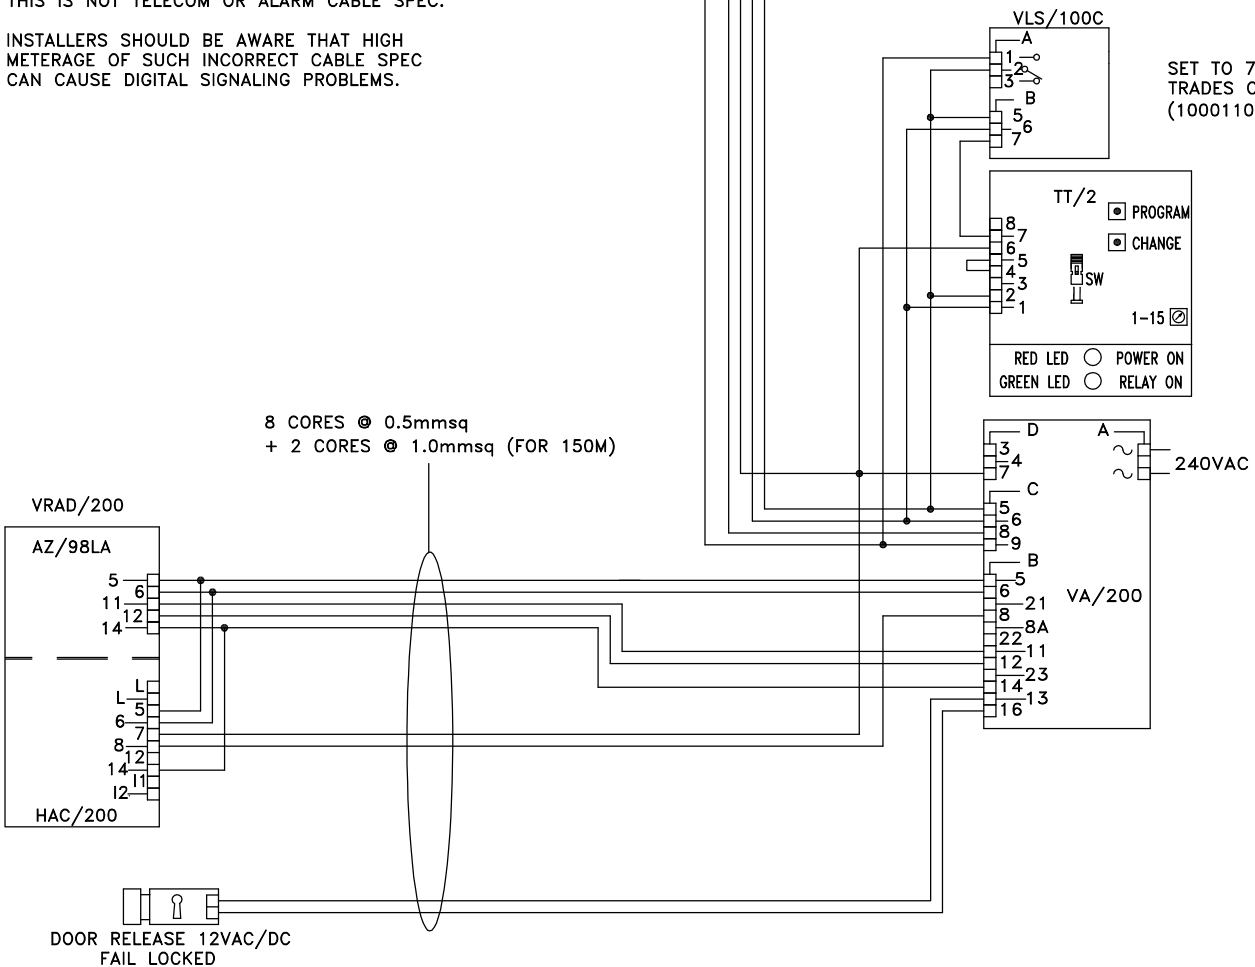 THIS IS NOT TELECOM OR ALARM CABLE SPEC.
INSTALLERS SHOULD BE AWARE THAT HIGH
METERAGE OF SUCH INCORRECT CABLE SPEC
CAN CAUSE DIGITAL SIGNALING PROBLEMS.
VLS/100C
A
1
2
3
B
5
6
7
SET TO 7
TRADES
(1000110
TT/2
PROGRAM
CHANGE
SW
1-15
8
7
6
5
4
3
2
1
RED LED POWER ON
GREEN LED RELAY ON
8 CORES @ 0.5mmsq
+ 2 CORES @ 1.0mmsq (FOR 150M)
D
3
4
7
A
240VAC
C
5
6
8
9
B
5
6
21
8
8A
22
11
12
23
14
13
16
VA/200
VRAD/200
AZ/98LA
5
6
11
12
14
L
L
5
6
7
8
12
14
I1
I2
HAC/200
DOOR RELEASE 12VAC/DC
FAIL LOCKED